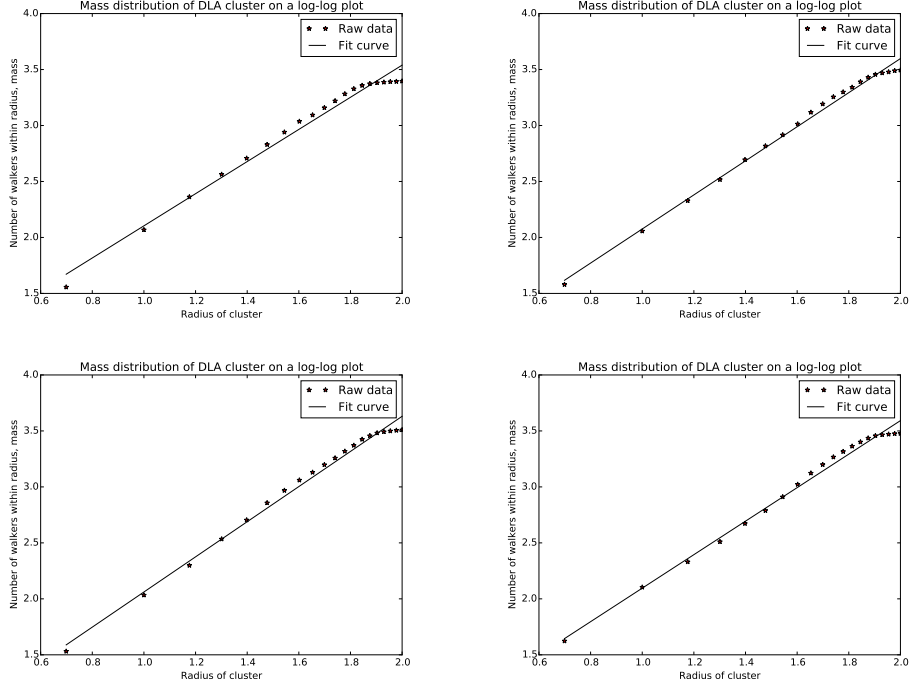 Mass distribution of DLA cluster on a log-log plot
4.0
3.5
3.0
2.5
2.0
1.5
Number of walkers within radius, mass
Raw data
Fit curve
0.6 0.8 1.0 1.2 1.4 1.6 1.8 2.0
Radius of cluster
Mass distribution of DLA cluster on a log-log plot
4.0
3.5
3.0
2.5
2.0
1.5
Number of walkers within radius, mass
Raw data
Fit curve
0.6 0.8 1.0 1.2 1.4 1.6 1.8 2.0
Radius of cluster
Mass distribution of DLA cluster on a log-log plot
4.0
3.5
3.0
2.5
2.0
1.5
Number of walkers within radius, mass
Raw data
Fit curve
0.6 0.8 1.0 1.2 1.4 1.6 1.8 2.0
Radius of cluster
Mass distribution of DLA cluster on a log-log plot
4.0
3.5
3.0
2.5
2.0
1.5
Number of walkers within radius, mass
Raw data
Fit curve
0.6 0.8 1.0 1.2 1.4 1.6 1.8 2.0
Radius of cluster